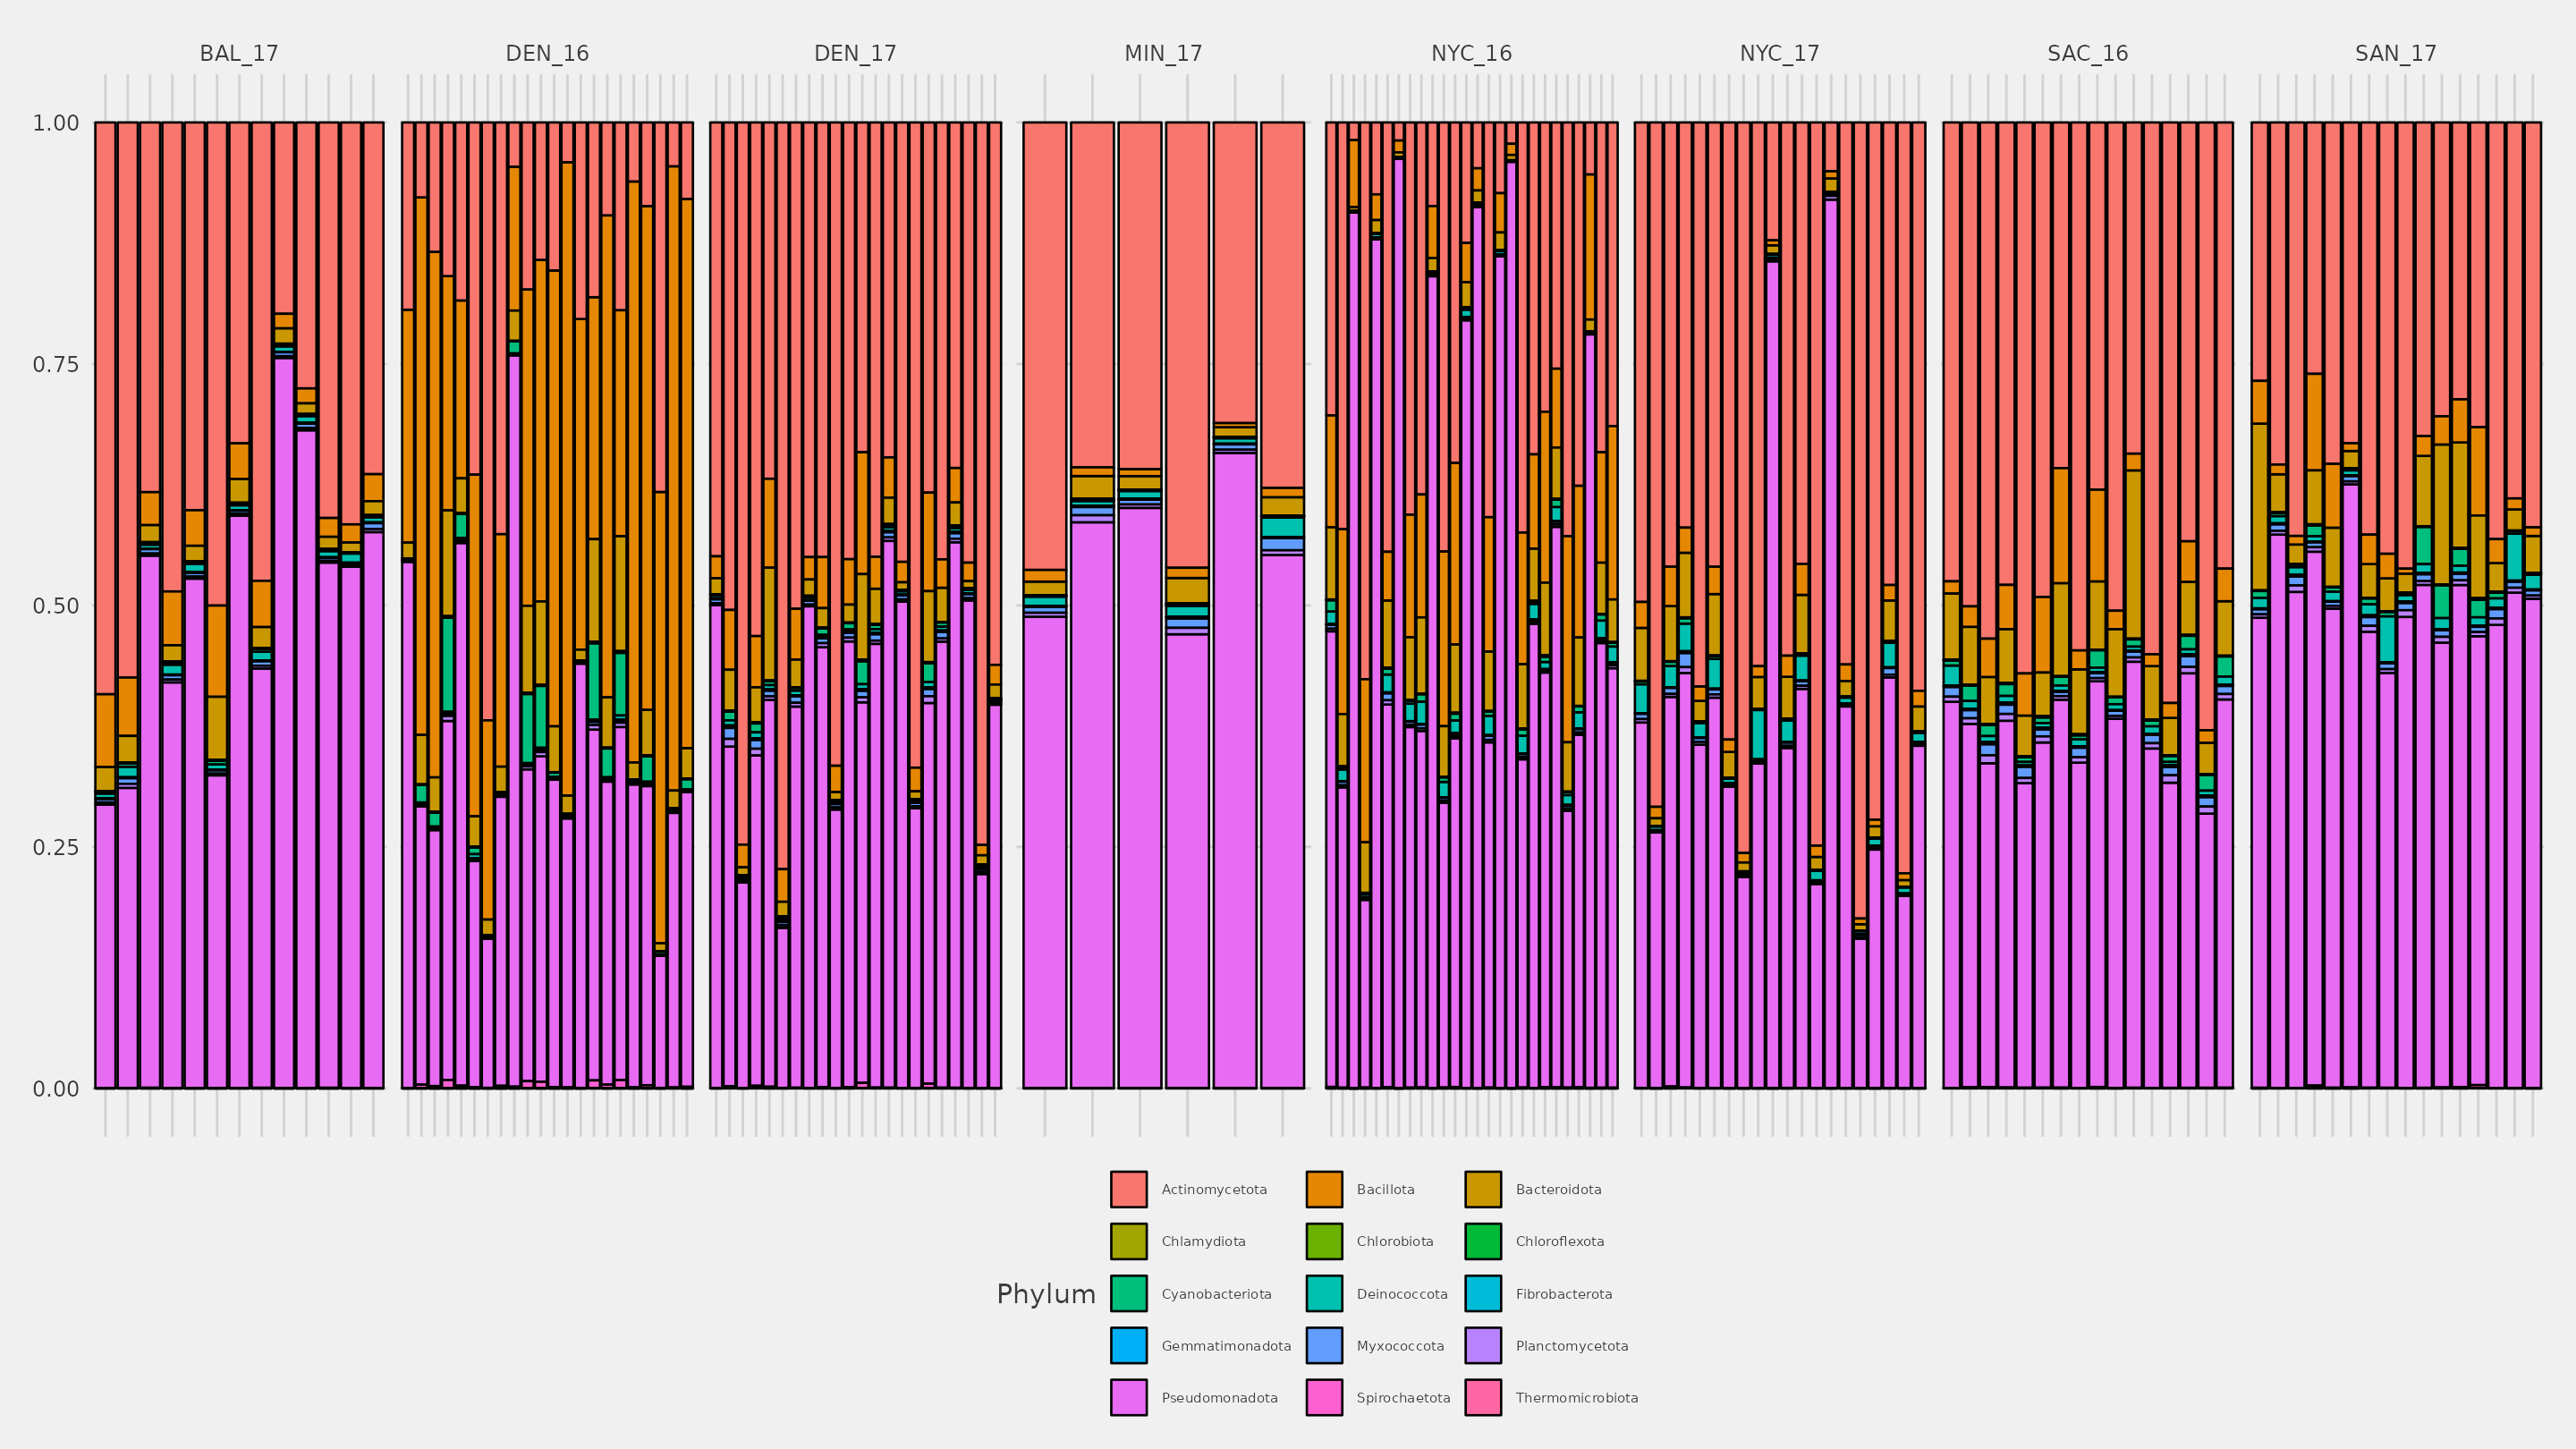 BAL_17 DEN_16 DEN_17 MIN_17 NYC_16 NYC_17 SAC_16 SAN_17
1.00
0.75
0.50
0.25
0.00
Actinomycetota Bacillota Bacteroidota
Chlamydiota Chlorobiota Chloroflexota
Phylum Cyanobacteriota Deinococcota Fibrobacterota
Gemmatimonadota Myxococcota Planctomycetota
Pseudomonadota Spirochaetota Thermomicrobiota